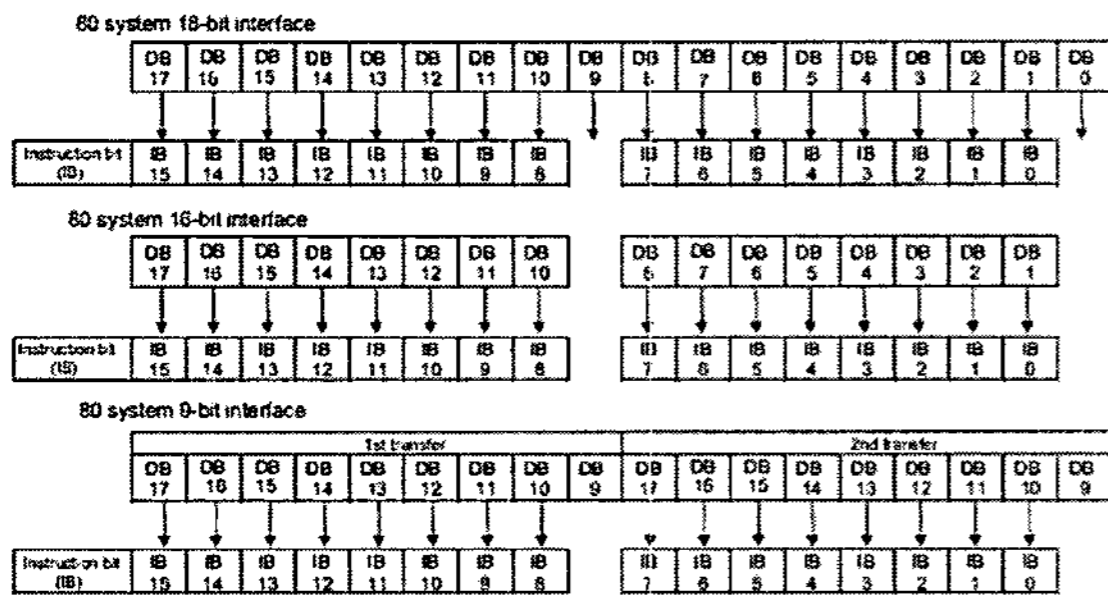 80 system 18-bit interface
DB DB DB DB DB DB DB DB DB DB DB DB DB DB DB DB DB DB
17 16 15 14 13 12 11 10 9 8 7 6 5 4 3 2 1 0
Instruction bit IB IB IB IB IB IB IB IB IB IB IB IB IB IB IB IB
(IB) 15 14 13 12 11 10 9 8 7 6 5 4 3 2 1 0
80 system 16-bit interface
DB DB DB DB DB DB DB DB DB DB DB DB DB DB DB DB
17 16 15 14 13 12 11 10 8 7 6 5 4 3 2 1
Instruction bit IB IB IB IB IB IB IB IB IB IB IB IB IB IB IB IB
(IB) 15 14 13 12 11 10 9 8 7 6 5 4 3 2 1 0
80 system 9-bit interface
1st transfer 2nd transfer
DB DB DB DB DB DB DB DB DB DB DB DB DB DB DB DB DB DB
17 16 15 14 13 12 11 10 9 17 16 15 14 13 12 11 10 9
Instruction bit IB IB IB IB IB IB IB IB IB IB IB IB IB IB IB IB
(IB) 15 14 13 12 11 10 9 8 7 6 5 4 3 2 1 0